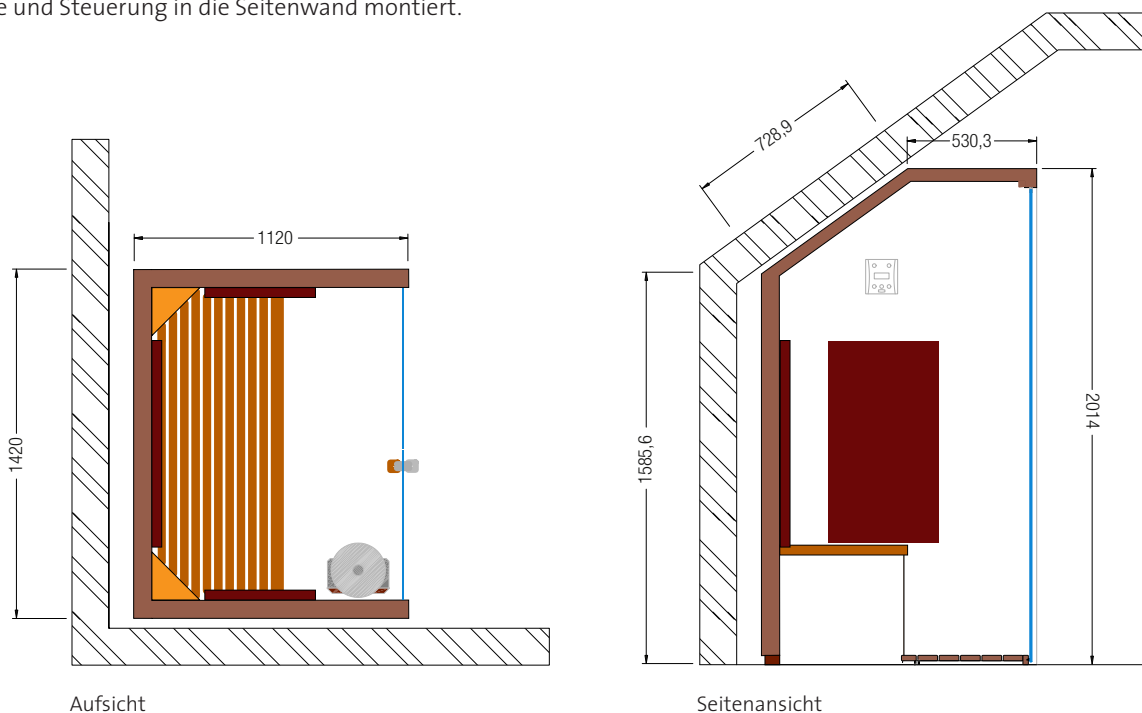 e und Steuerung in die Seitenwand montiert.
728,9
530,3
1120
1420
1585,6
2014
Aufsicht
Seitenansicht